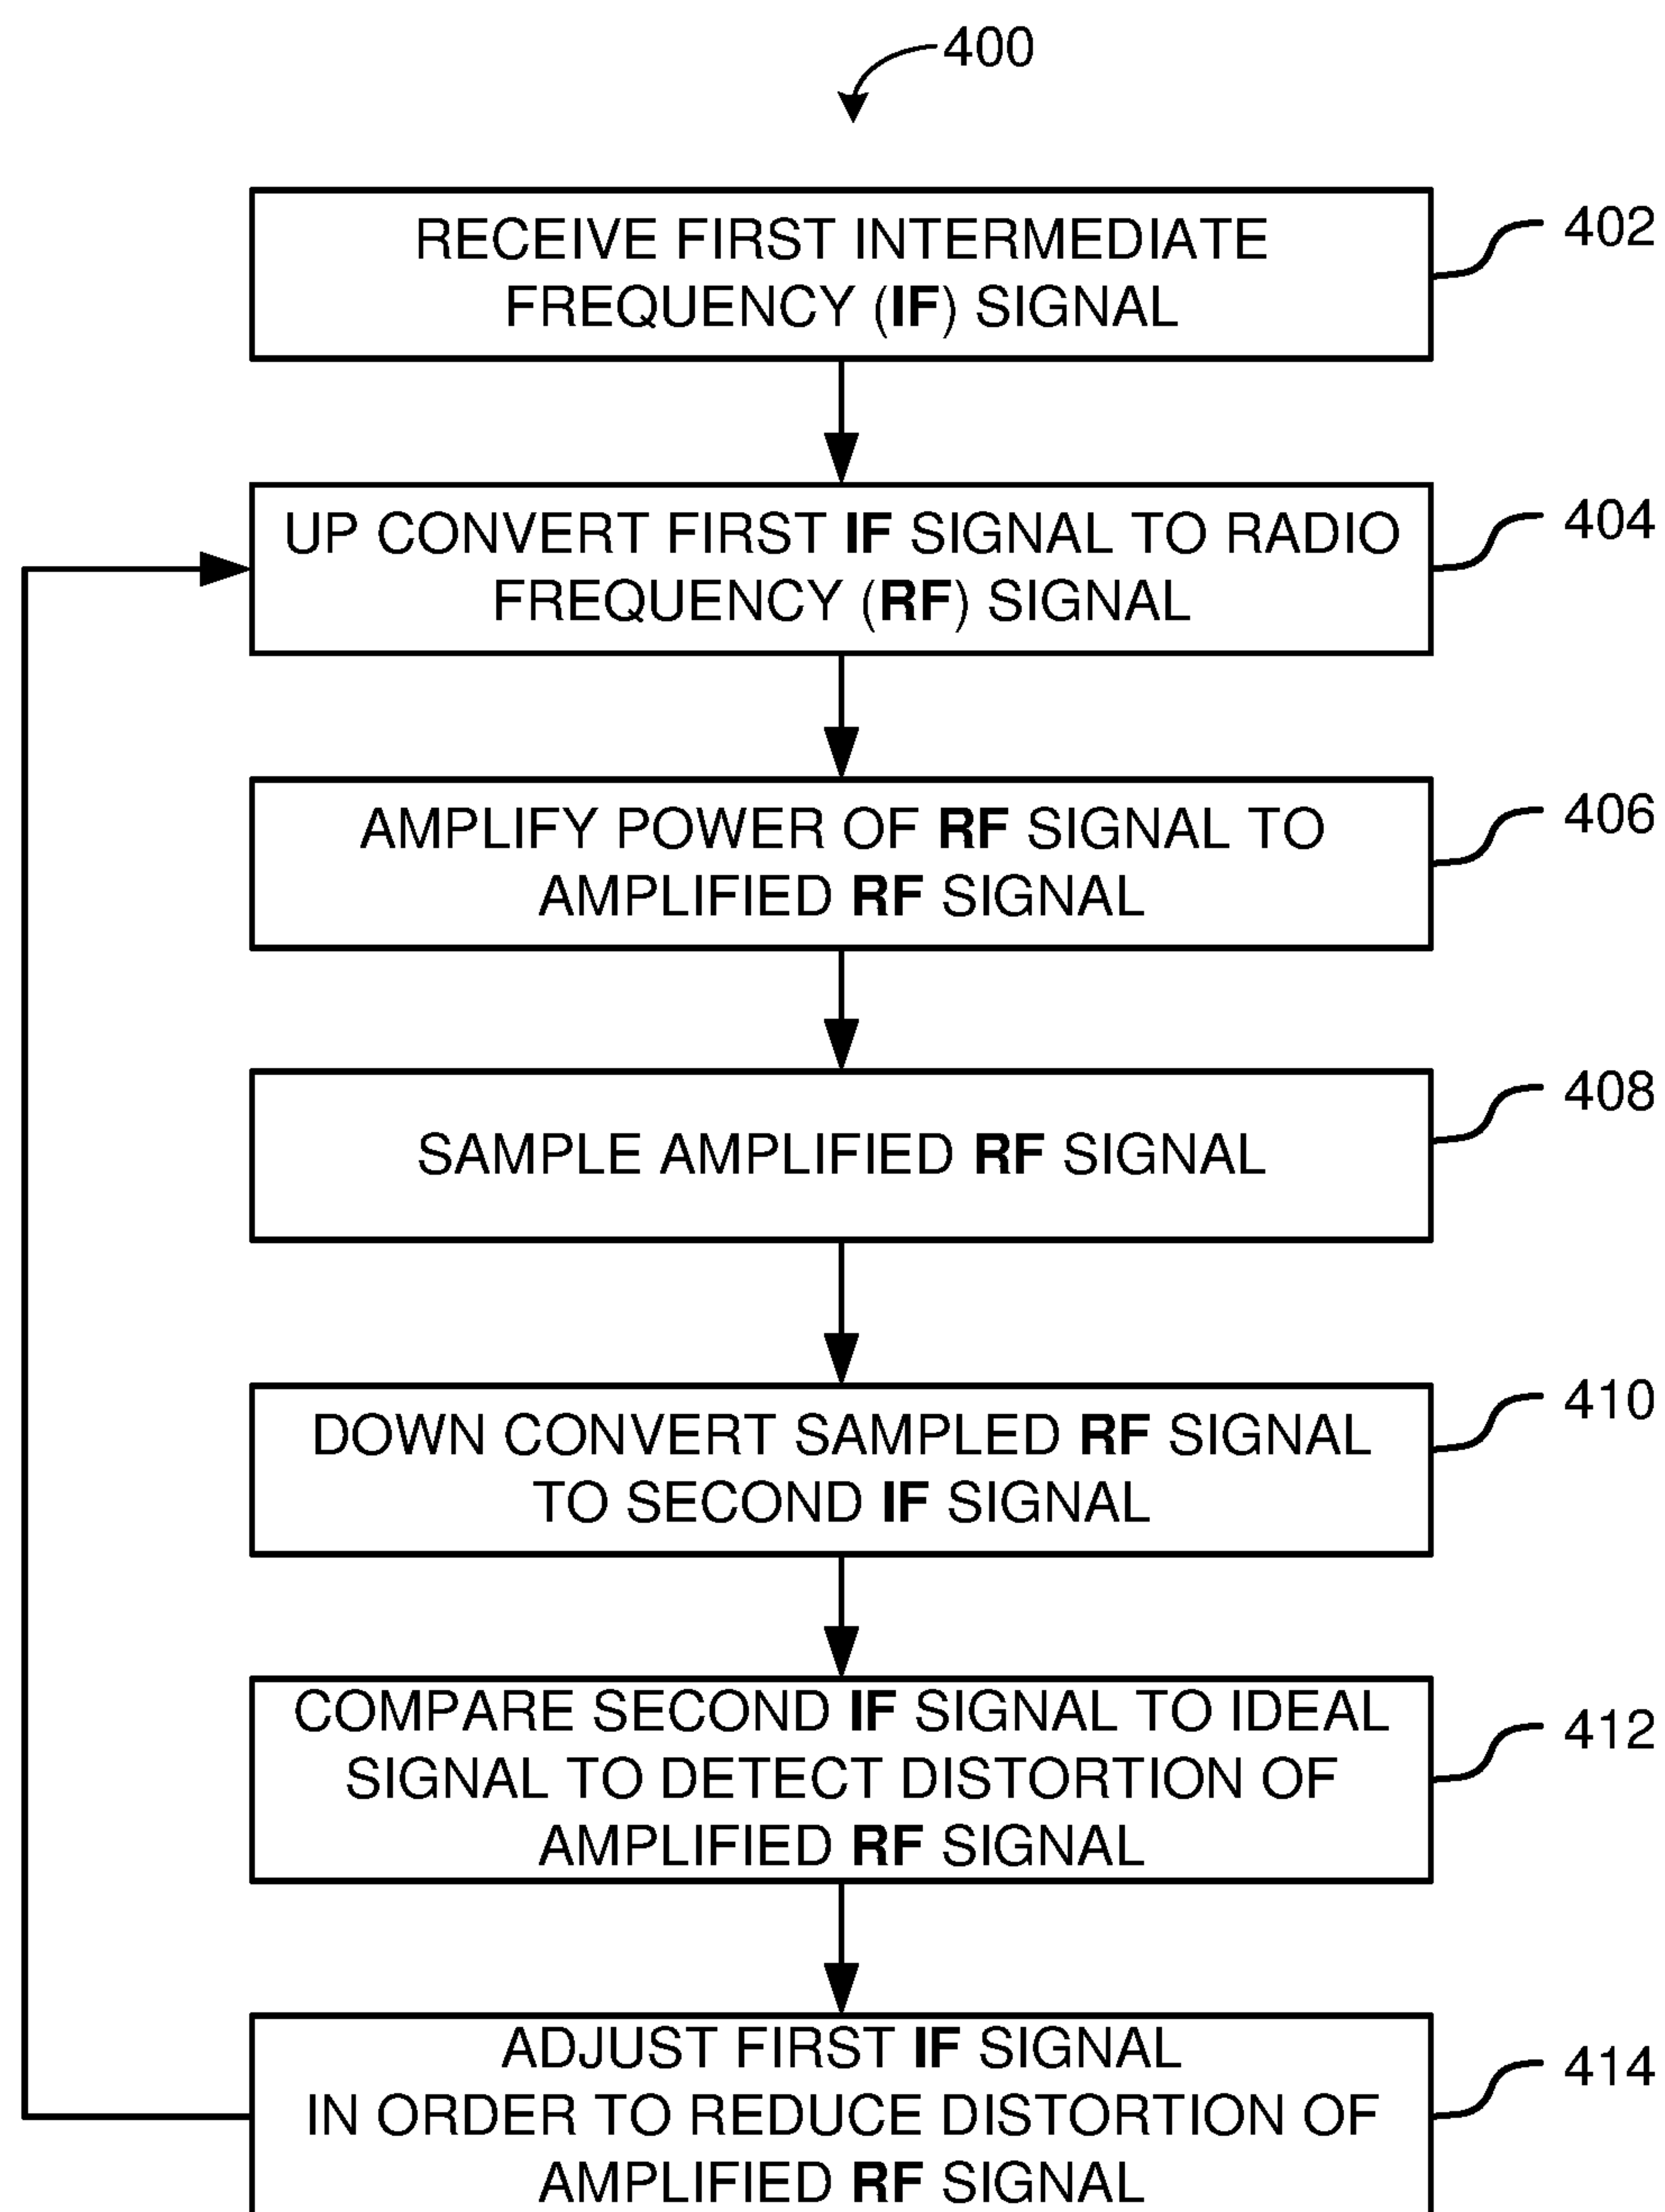 400
RECEIVE FIRST INTERMEDIATE
FREQUENCY (IF) SIGNAL
402
UP CONVERT FIRST IF SIGNAL TO RADIO
FREQUENCY (RF) SIGNAL
404
AMPLIFY POWER OF RF SIGNAL TO
AMPLIFIED RF SIGNAL
406
SAMPLE AMPLIFIED RF SIGNAL
408
DOWN CONVERT SAMPLED RF SIGNAL
TO SECOND IF SIGNAL
410
COMPARE SECOND IF SIGNAL TO IDEAL
SIGNAL TO DETECT DISTORTION OF
AMPLIFIED RF SIGNAL
412
ADJUST FIRST IF SIGNAL
IN ORDER TO REDUCE DISTORTION OF
AMPLIFIED RF SIGNAL
414